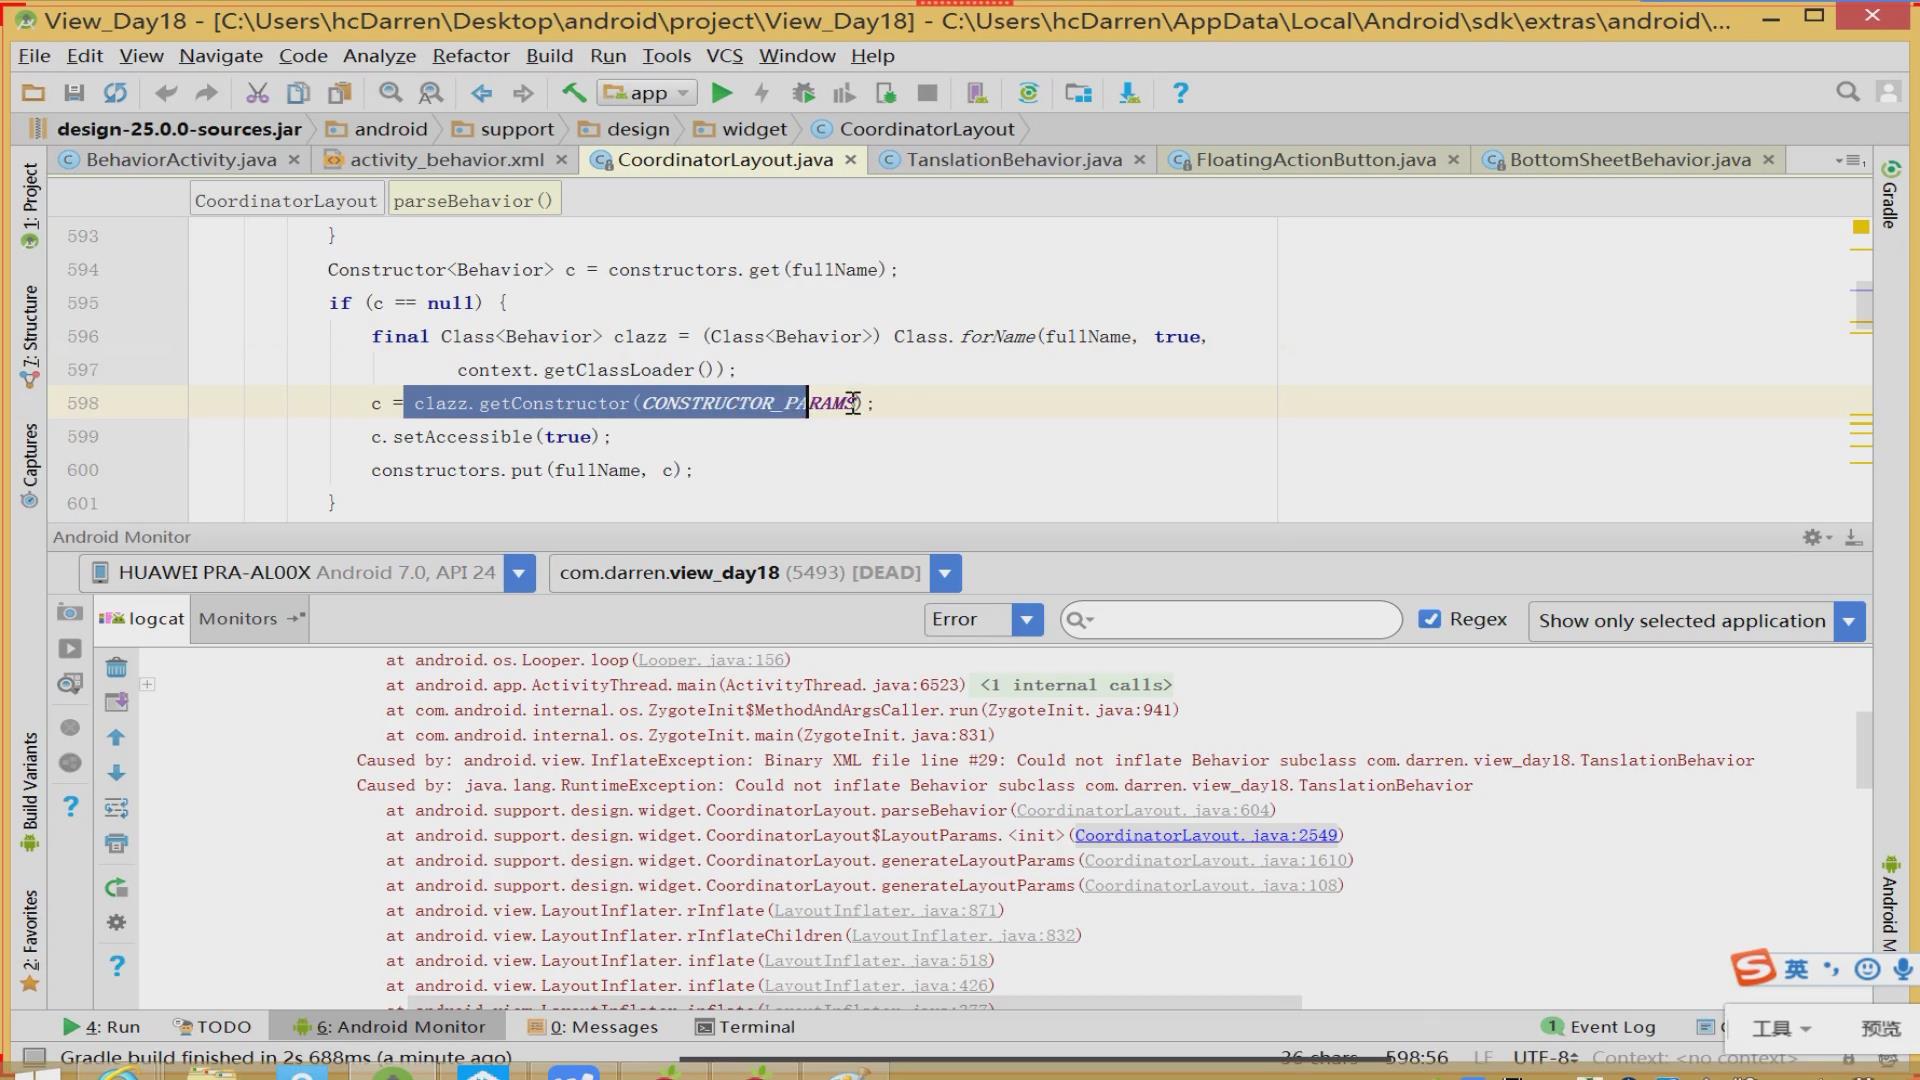 View_Day18 - [C:\Users\hcDarren\Desktop\android\project\View_Day18] - C:\Users\hcDarren\AppData\Local\Android\sdk\extras\android\...
File Edit View Navigate Code Analyze Refactor Build Run Tools VCS Window Help
app
design-25.0.0-sources.jar android support design widget CoordinatorLayout
BehaviorActivity.java activity_behavior.xml CoordinatorLayout.java TanslationBehavior.java FloatingActionButton.java BottomSheetBehavior.java
CoordinatorLayout parseBehavior()
593 }
594 Constructor<Behavior> c = constructors.get(fullName);
595 if (c == null) {
596 final Class<Behavior> clazz = (Class<Behavior>) Class.forName(fullName, true,
597 context.getClassLoader());
598 c = clazz.getConstructor(CONSTRUCTOR_PARAMS);
599 c.setAccessible(true);
600 constructors.put(fullName, c);
601 }
1: Project
7: Structure
Captures
Build Variants
2: Favorites
Gradle
Android M
Android Monitor
HUAWEI PRA-AL00X Android 7.0, API 24 com.darren.view_day18 (5493) [DEAD]
logcat Monitors Error Regex Show only selected application
at android.os.Looper.loop(Looper.java:156)
at android.app.ActivityThread.main(ActivityThread.java:6523) <1 internal calls>
at com.android.internal.os.ZygoteInit$MethodAndArgsCaller.run(ZygoteInit.java:941)
at com.android.internal.os.ZygoteInit.main(ZygoteInit.java:831)
Caused by: android.view.InflateException: Binary XML file line #29: Could not inflate Behavior subclass com.darren.view_day18.TanslationBehavior
Caused by: java.lang.RuntimeException: Could not inflate Behavior subclass com.darren.view_day18.TanslationBehavior
at android.support.design.widget.CoordinatorLayout.parseBehavior(CoordinatorLayout.java:604)
at android.support.design.widget.CoordinatorLayout$LayoutParams.<init>(CoordinatorLayout.java:2549)
at android.support.design.widget.CoordinatorLayout.generateLayoutParams(CoordinatorLayout.java:1610)
at android.support.design.widget.CoordinatorLayout.generateLayoutParams(CoordinatorLayout.java:108)
at android.view.LayoutInflater.rInflate(LayoutInflater.java:871)
at android.view.LayoutInflater.rInflateChildren(LayoutInflater.java:832)
at android.view.LayoutInflater.inflate(LayoutInflater.java:518)
at android.view.LayoutInflater.inflate(LayoutInflater.java:426)
at android.view.LayoutInflater.inflate(LayoutInflater.java:377)
英
工具 预览
4: Run TODO 6: Android Monitor 0: Messages Terminal 1 Event Log
Gradle build finished in 2s 688ms (a minute ago) 36 chars 598:56 LF UTF-8 Context: <no context>